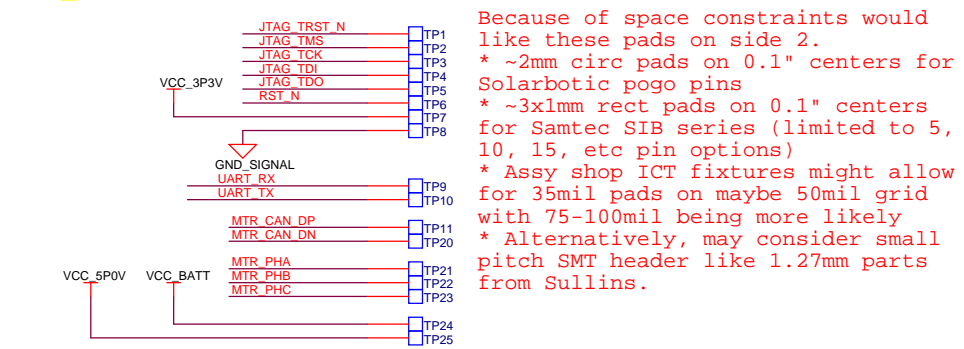 JTAG_TRST_N
TP1
JTAG_TMS
TP2
JTAG_TCK
TP3
JTAG_TDI
TP4
VCC_3P3V
JTAG_TDO
TP5
RST_N
TP6
TP7
TP8
GND_SIGNAL
UART_RX
TP9
UART_TX
TP10
MTR_CAN_DP
TP11
MTR_CAN_DN
TP20
MTR_PHA
TP21
VCC_5P0V VCC_BATT MTR_PHB
TP22
MTR_PHC
TP23
TP24
TP25
Because of space constraints would
like these pads on side 2.
* ~2mm circ pads on 0.1" centers for
Solarbotic pogo pins
* ~3x1mm rect pads on 0.1" centers
for Samtec SIB series (limited to 5,
10, 15, etc pin options)
* Assy shop ICT fixtures might allow
for 35mil pads on maybe 50mil grid
with 75-100mil being more likely
* Alternatively, may consider small
pitch SMT header like 1.27mm parts
from Sullins.